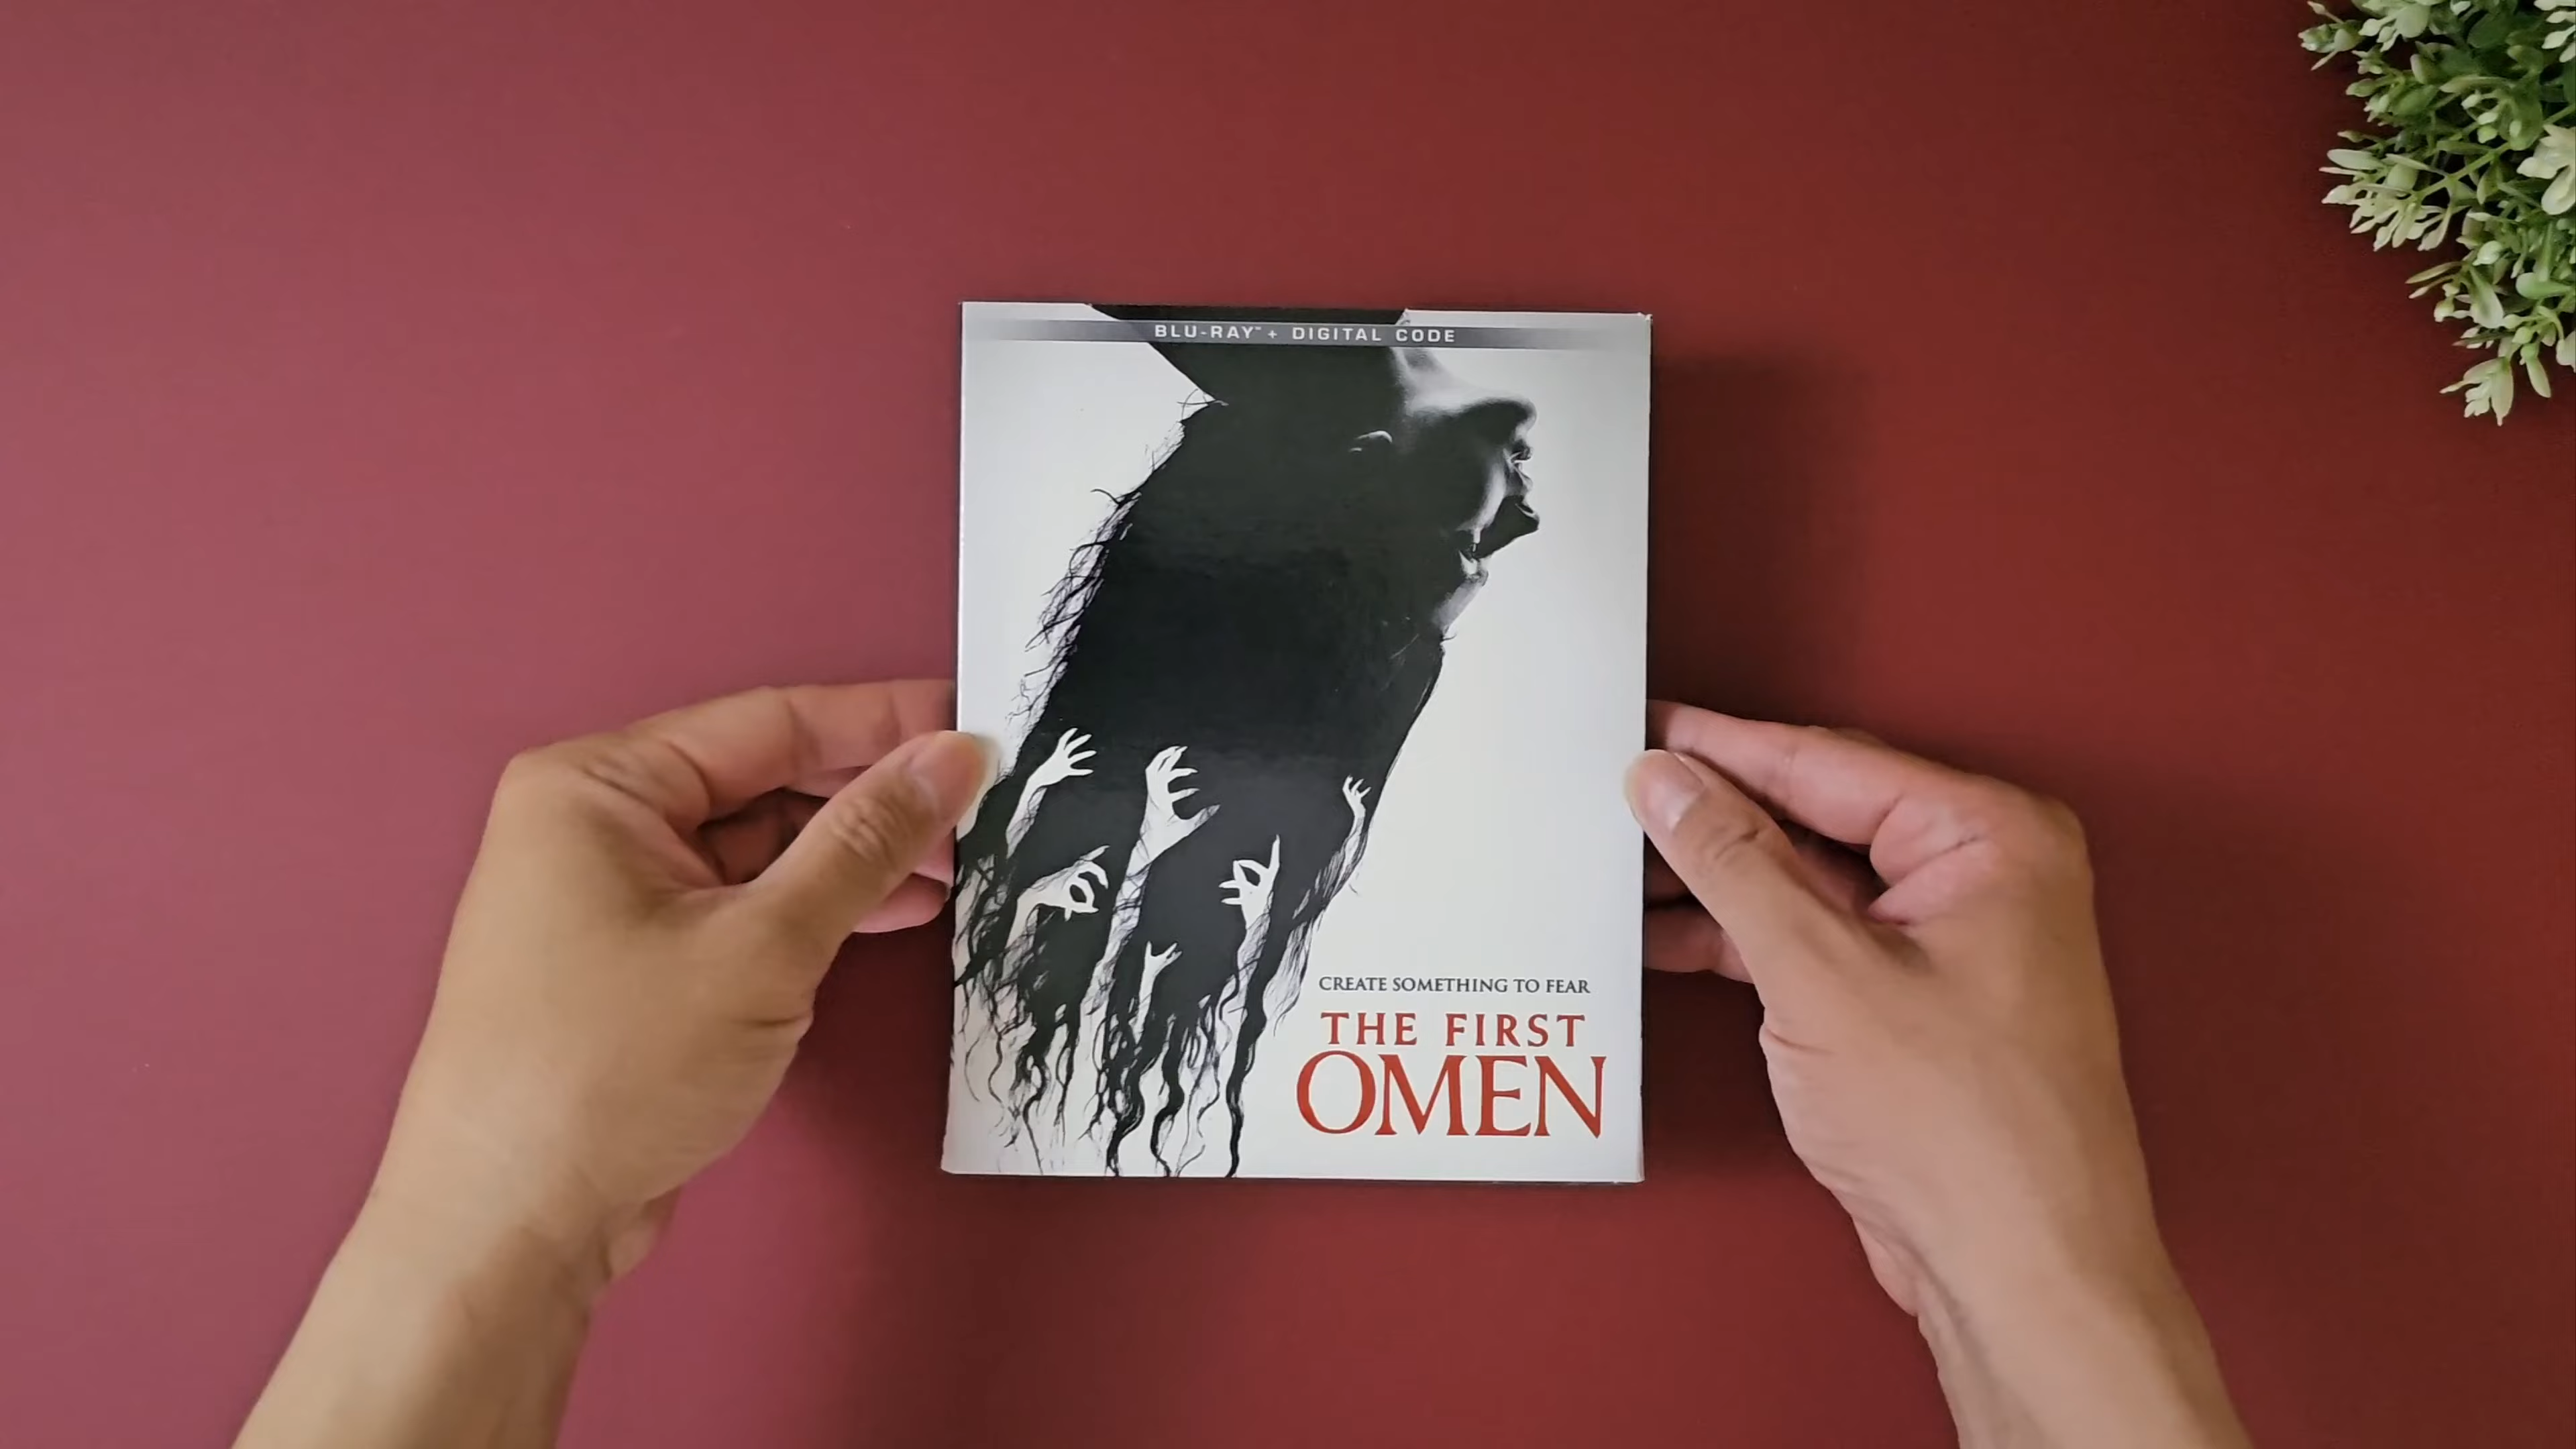 BLU-RAY™ + DIGITAL CODE
CREATE SOMETHING TO FEAR
THE FIRST
OMEN